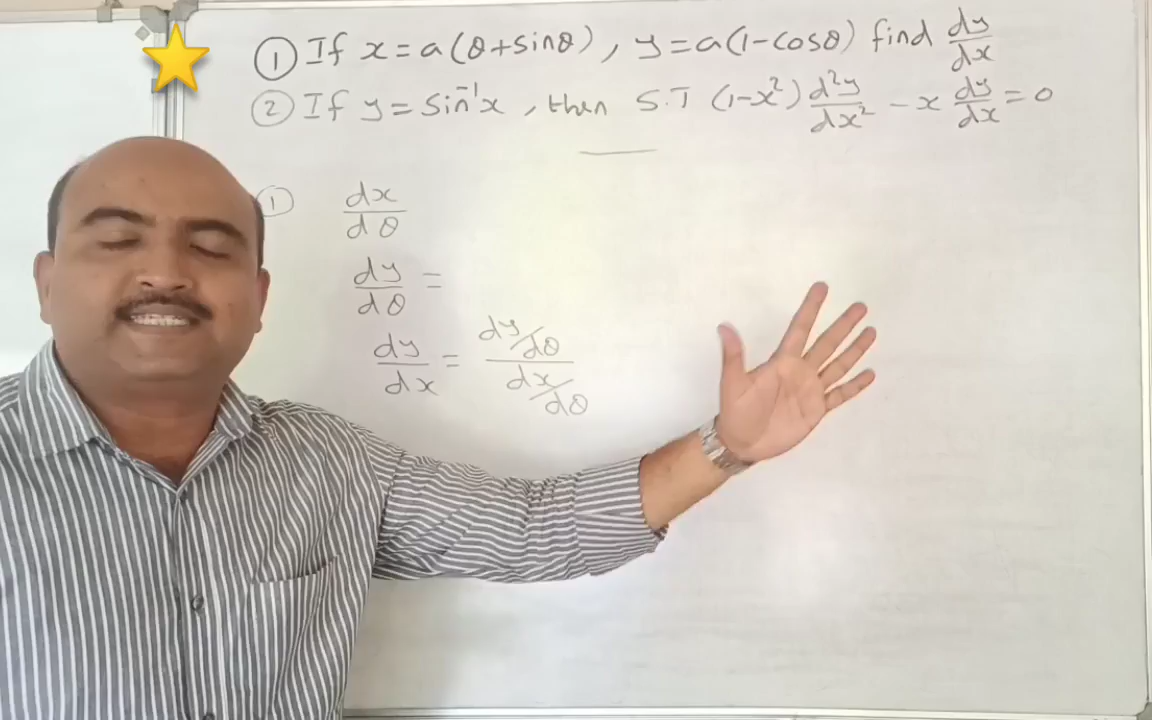 ① If x = a(θ+sinθ), y = a(1-cosθ) find dy/dx
② If y = Sin⁻¹x, then S.T (1-x²) d²y/dx² - x dy/dx = 0
① dx/dθ
dy/dθ =
dy/dx = (dy/dθ)/(dx/dθ)